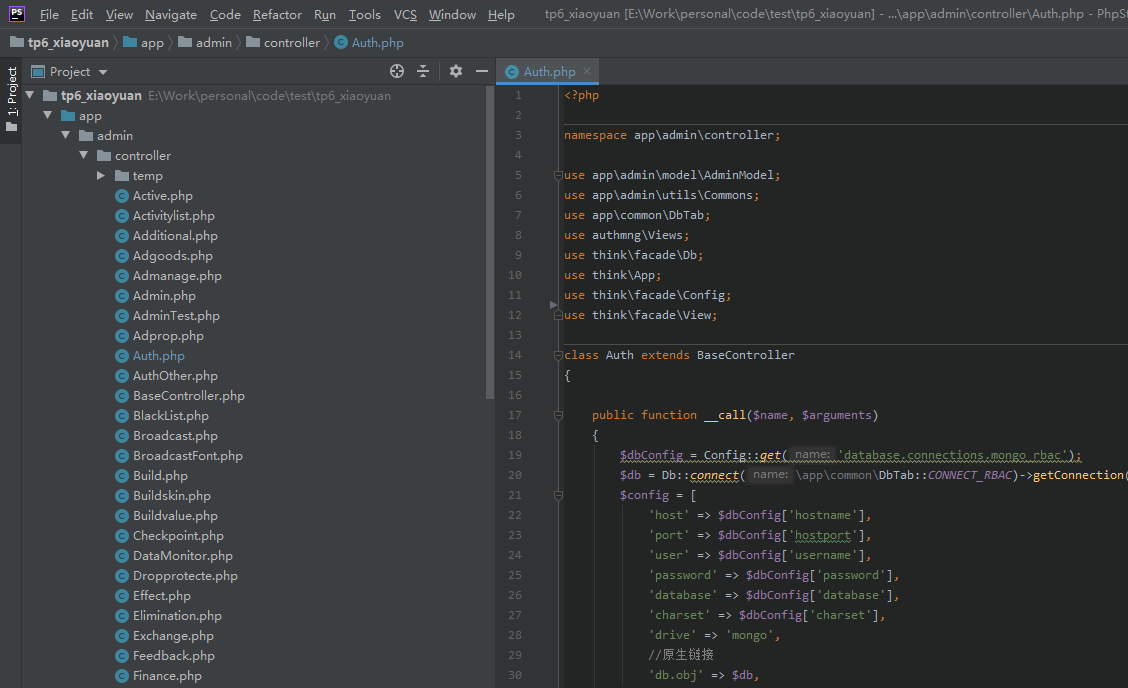 PS File Edit View Navigate Code Refactor Run Tools VCS Window Help tp6_xiaoyuan [E:\Work\personal\code\test\tp6_xiaoyuan] - ...\app\admin\controller\Auth.php - PhpSt
tp6_xiaoyuan app admin controller Auth.php
1: Project
Project
tp6_xiaoyuan E:\Work\personal\code\test\tp6_xiaoyuan
app
admin
controller
temp
Active.php
Activitylist.php
Additional.php
Adgoods.php
Admanage.php
Admin.php
AdminTest.php
Adprop.php
Auth.php
AuthOther.php
BaseController.php
BlackList.php
Broadcast.php
BroadcastFont.php
Build.php
Buildskin.php
Buildvalue.php
Checkpoint.php
DataMonitor.php
Dropprotecte.php
Effect.php
Elimination.php
Exchange.php
Feedback.php
Finance.php
Auth.php
1 <?php
2
3 namespace app\admin\controller;
4
5 use app\admin\model\AdminModel;
6 use app\admin\utils\Commons;
7 use app\common\DbTab;
8 use authmng\Views;
9 use think\facade\Db;
10 use think\App;
11 use think\facade\Config;
12 use think\facade\View;
13
14 class Auth extends BaseController
15 {
16
17 public function __call($name, $arguments)
18 {
19 $dbConfig = Config::get( name: 'database.connections.mongo_rbac');
20 $db = Db::connect( name: \app\common\DbTab::CONNECT_RBAC)->getConnection(
21 $config = [
22 'host' => $dbConfig['hostname'],
23 'port' => $dbConfig['hostport'],
24 'user' => $dbConfig['username'],
25 'password' => $dbConfig['password'],
26 'database' => $dbConfig['database'],
27 'charset' => $dbConfig['charset'],
28 'drive' => 'mongo',
29 //原生链接
30 'db.obj' => $db,